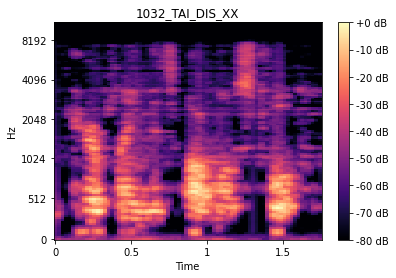 1032_TAI_DIS_XX
+0 dB
8192
-10 dB
4096
-20 dB
-30 dB
2048
-40 dB
Hz
1024
-50 dB
512
-60 dB
-70 dB
0
-80 dB
0
0.5
1
1.5
Time